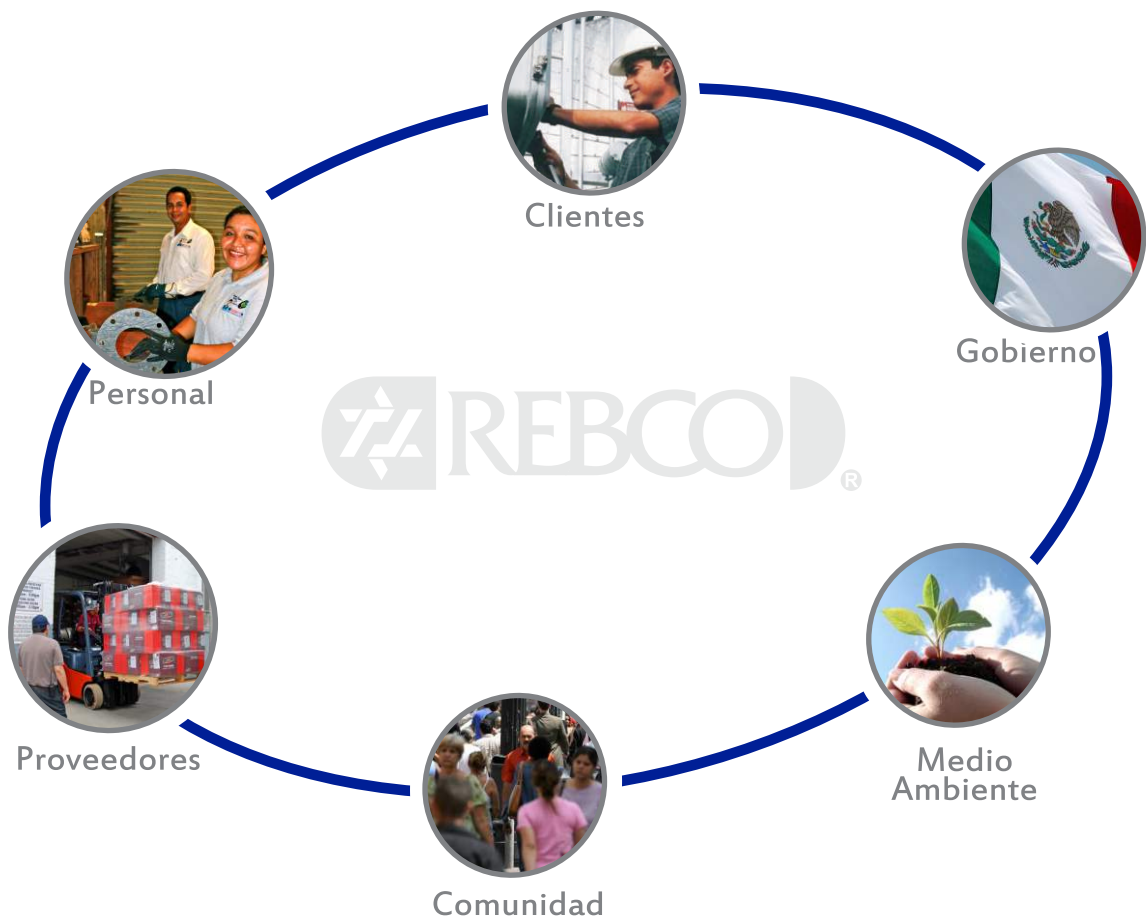 Clientes
Gobierno
Personal
REBCO
®
Proveedores
Medio
Ambiente
Comunidad